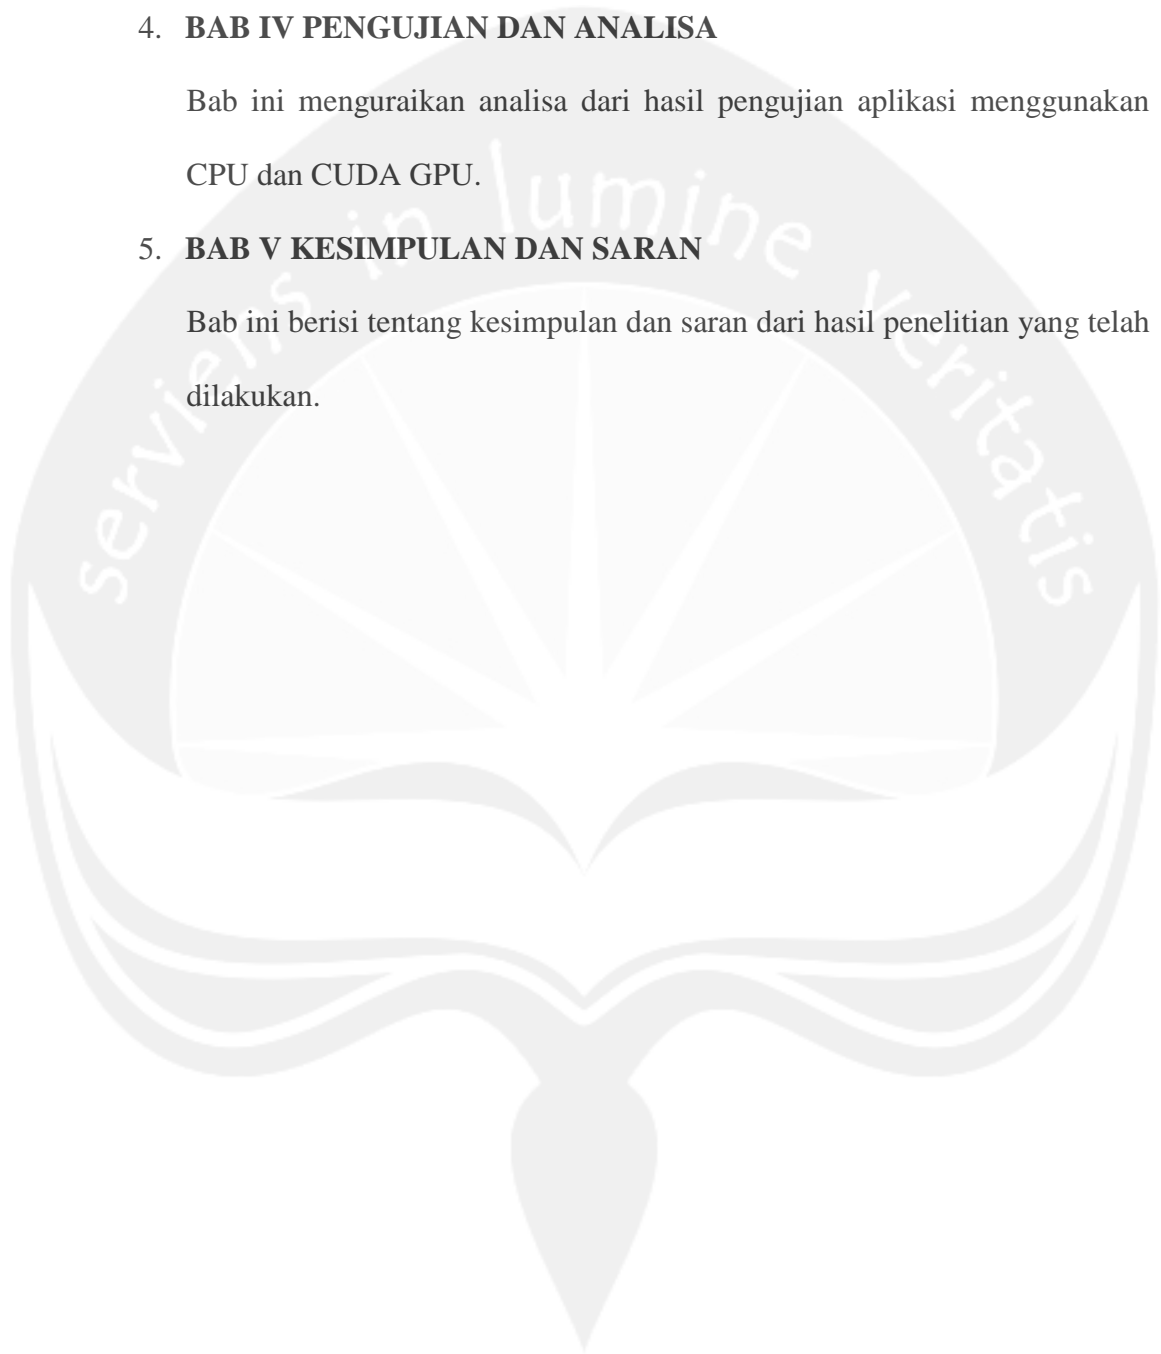 4. BAB IV PENGUJIAN DAN ANALISA
Bab ini menguraikan analisa dari hasil pengujian aplikasi menggunakan
CPU dan CUDA GPU.
5. BAB V KESIMPULAN DAN SARAN
Bab ini berisi tentang kesimpulan dan saran dari hasil penelitian yang telah
dilakukan.
serviens in lumine veritatis